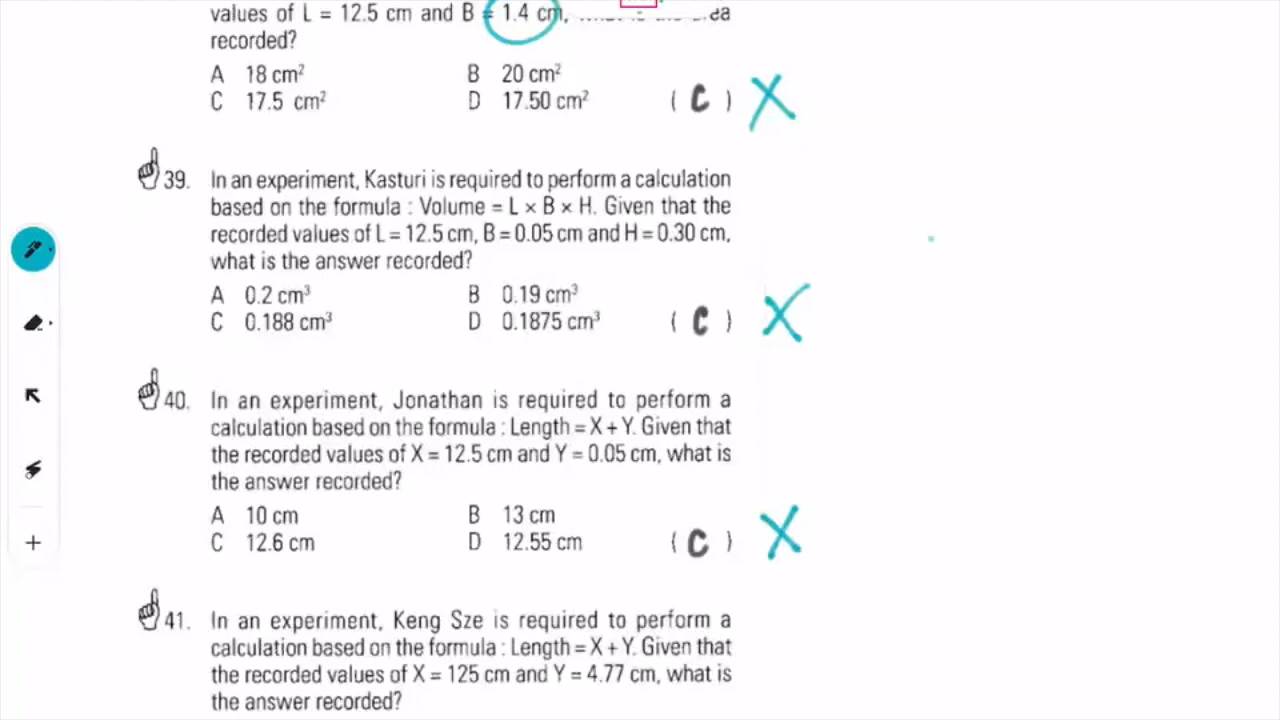 values of L = 12.5 cm and B = 1.4 cm,
recorded?
A 18 cm² B 20 cm²
C 17.5 cm² D 17.50 cm² ( C ) X
39. In an experiment, Kasturi is required to perform a calculation
based on the formula : Volume = L × B × H. Given that the
recorded values of L = 12.5 cm, B = 0.05 cm and H = 0.30 cm,
what is the answer recorded?
A 0.2 cm³ B 0.19 cm³
C 0.188 cm³ D 0.1875 cm³ ( C ) X
40. In an experiment, Jonathan is required to perform a
calculation based on the formula : Length = X + Y. Given that
the recorded values of X = 12.5 cm and Y = 0.05 cm, what is
the answer recorded?
A 10 cm B 13 cm
C 12.6 cm D 12.55 cm ( C ) X
41. In an experiment, Keng Sze is required to perform a
calculation based on the formula : Length = X + Y. Given that
the recorded values of X = 125 cm and Y = 4.77 cm, what is
the answer recorded?